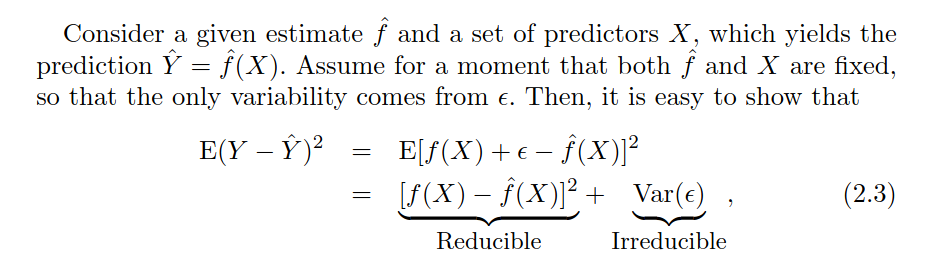 Consider a given estimate f̂ and a set of predictors X, which yields the
prediction Ŷ = f̂(X). Assume for a moment that both f̂ and X are fixed,
so that the only variability comes from ϵ. Then, it is easy to show that
E(Y − Ŷ)² = E[f(X) + ϵ − f̂(X)]²
= [f(X) − f̂(X)]² + Var(ϵ) , (2.3)
Reducible Irreducible